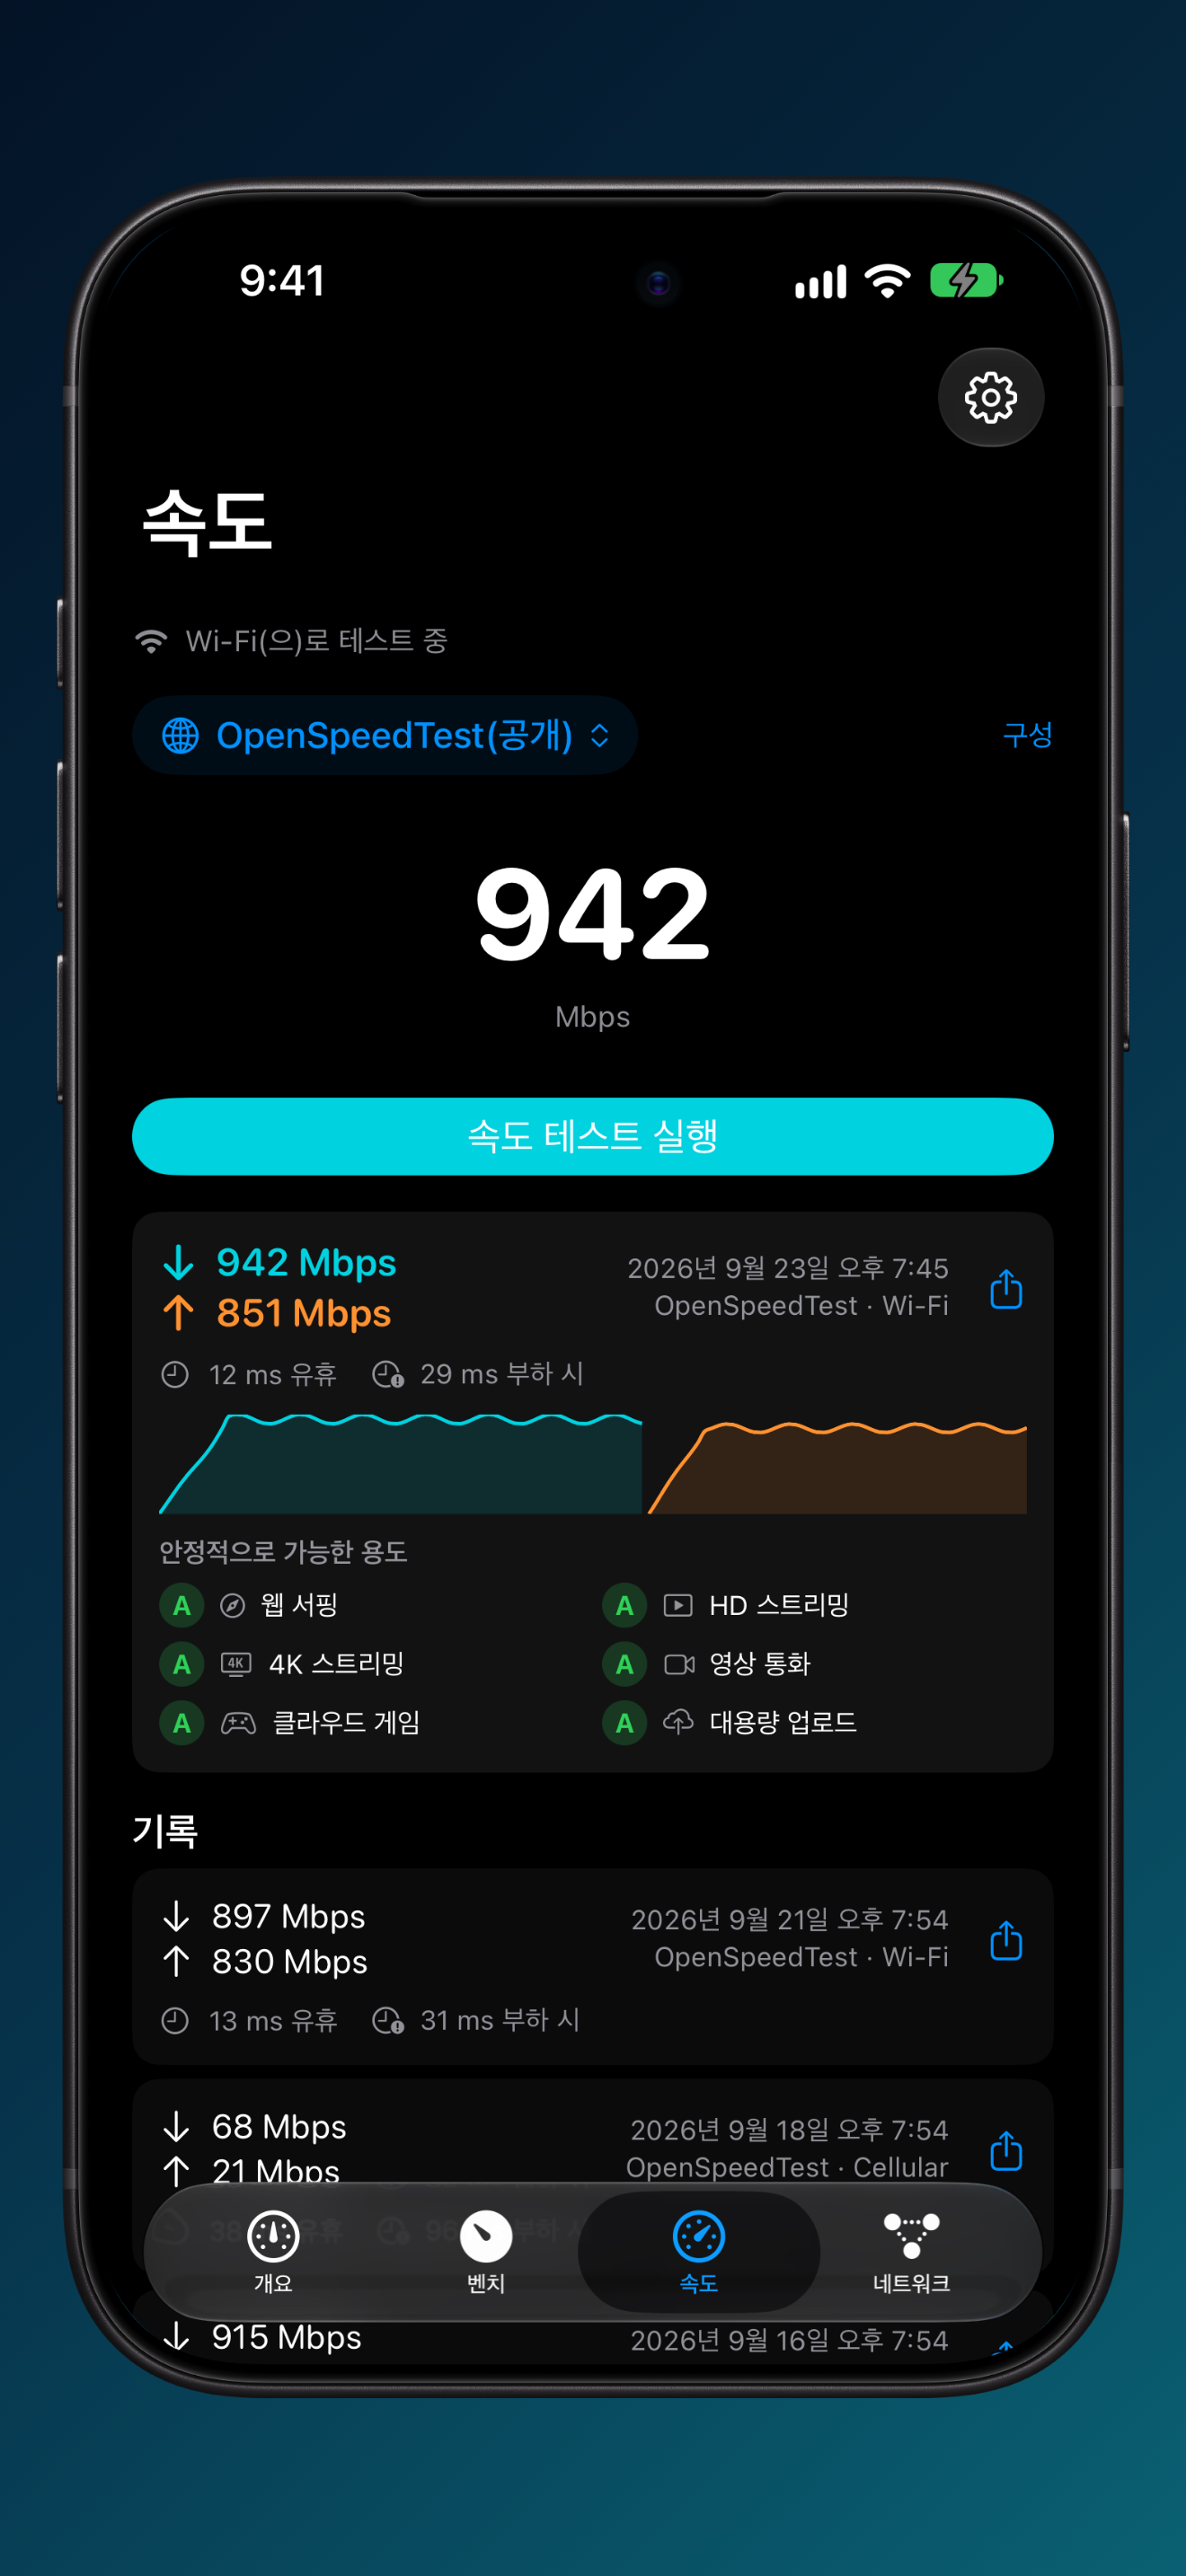 9:41
속도
Wi-Fi(으)로 테스트 중
OpenSpeedTest(공개)
구성
942
Mbps
속도 테스트 실행
942 Mbps
851 Mbps
2026년 9월 23일 오후 7:45
OpenSpeedTest · Wi-Fi
12 ms 유휴
29 ms 부하 시
안정적으로 가능한 용도
A 웹 서핑
A HD 스트리밍
A 4K 4K 스트리밍
A 영상 통화
A 클라우드 게임
A 대용량 업로드
기록
897 Mbps
830 Mbps
2026년 9월 21일 오후 7:54
OpenSpeedTest · Wi-Fi
13 ms 유휴
31 ms 부하 시
68 Mbps
21 Mbps
2026년 9월 18일 오후 7:54
OpenSpeedTest · Cellular
유휴
부하
개요
벤치
속도
네트워크
915 Mbps
2026년 9월 16일 오후 7:54